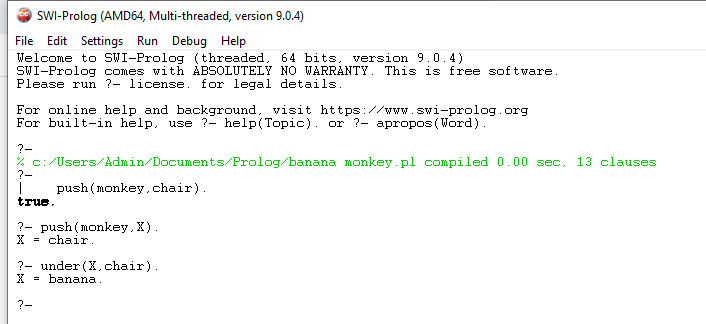 SWI-Prolog (AMD64, Multi-threaded, version 9.0.4)
File Edit Settings Run Debug Help
Welcome to SWI-Prolog (threaded, 64 bits, version 9.0.4)
SWI-Prolog comes with ABSOLUTELY NO WARRANTY. This is free software.
Please run ?- license. for legal details.
For online help and background, visit https://www.swi-prolog.org
For built-in help, use ?- help(Topic). or ?- apropos(Word).
?-
% c:/Users/Admin/Documents/Prolog/banana monkey.pl compiled 0.00 sec, 13 clauses
?-
| push(monkey,chair).
true.
?- push(monkey,X).
X = chair.
?- under(X,chair).
X = banana.
?-